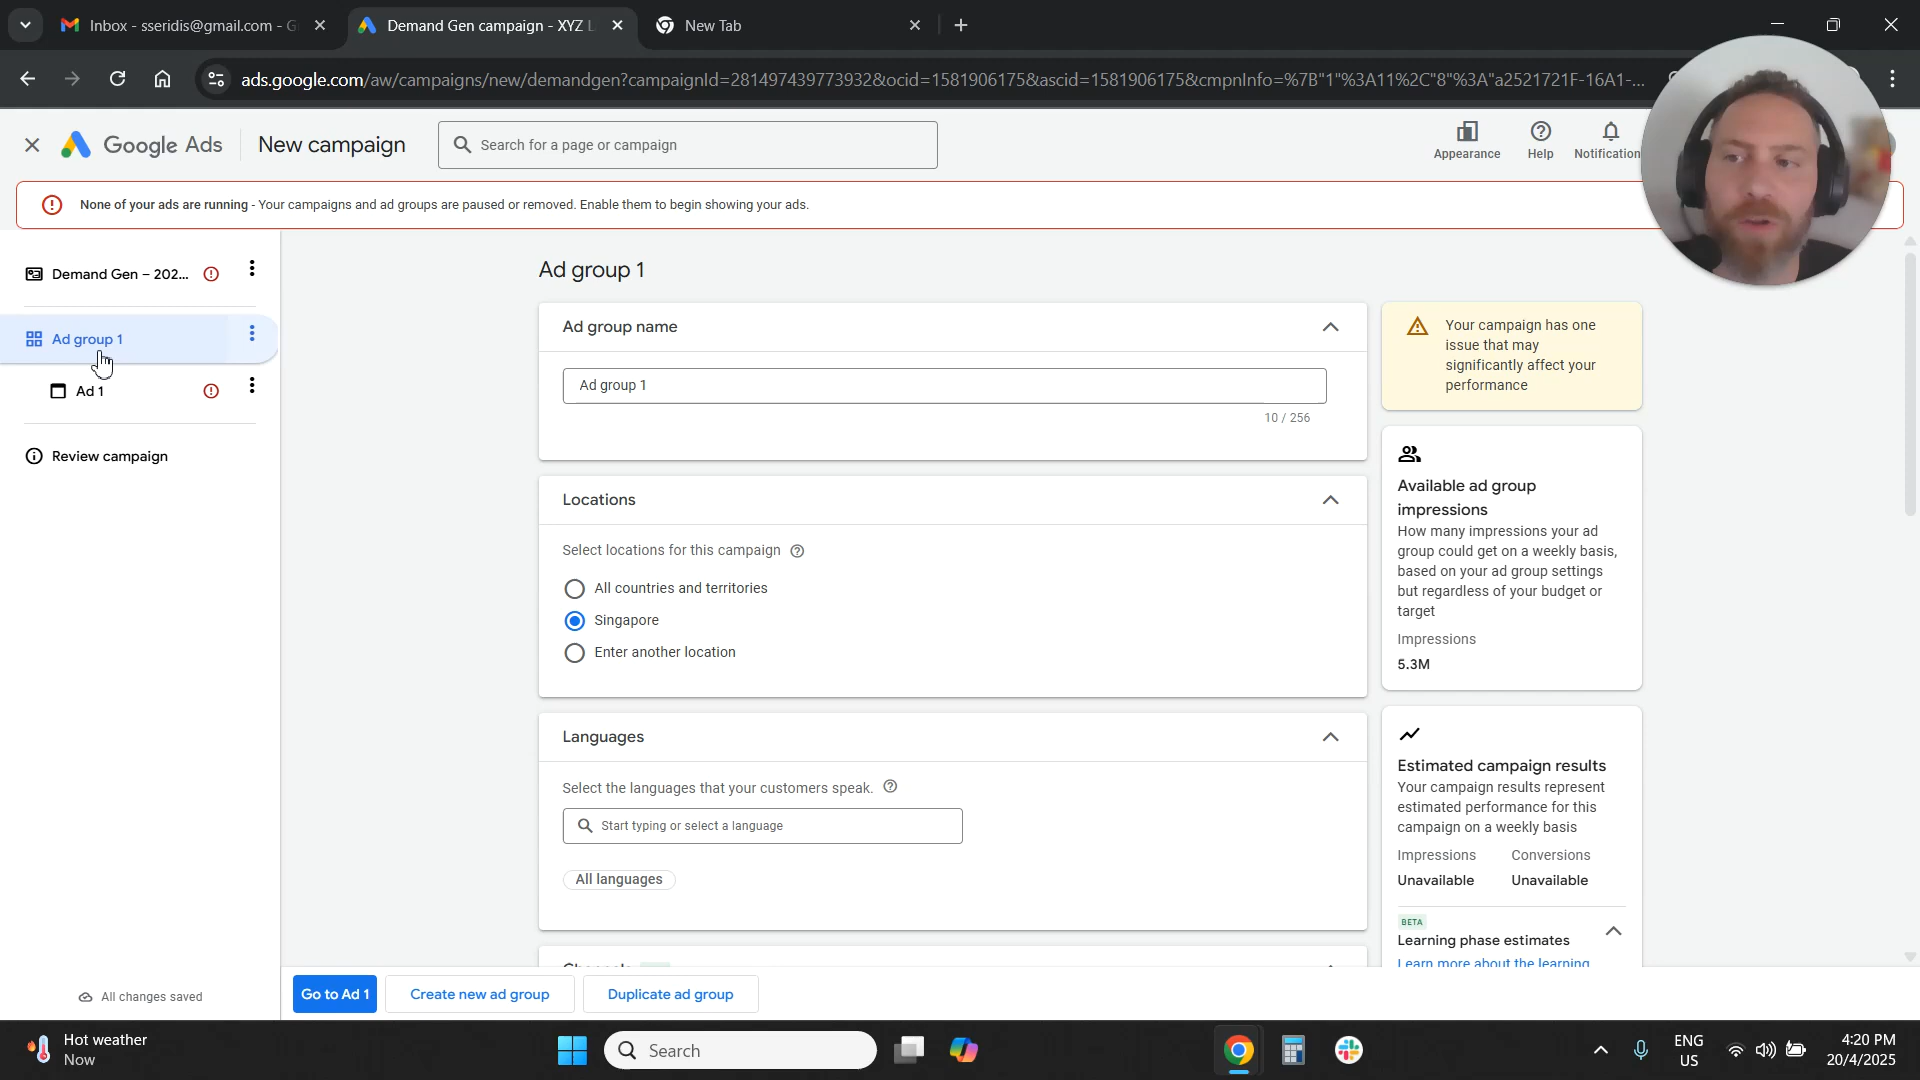 Inbox - sseridis@gmail.com - G
Demand Gen campaign - XYZ L
New Tab
ads.google.com/aw/campaigns/new/demandgen?campaignId=281497439773932&ocid=1581906175&ascid=1581906175&cmpnInfo=%7B"1"%3A11%2C"8"%3A"a2521721F-16A1-...
Google Ads
New campaign
Search for a page or campaign
Appearance
Help
Notification
None of your ads are running - Your campaigns and ad groups are paused or removed. Enable them to begin showing your ads.
Demand Gen – 202...
Ad group 1
Ad 1
Review campaign
All changes saved
Ad group 1
Ad group name
Ad group 1
10 / 256
Locations
Select locations for this campaign
All countries and territories
Singapore
Enter another location
Languages
Select the languages that your customers speak.
Start typing or select a language
All languages
Your campaign has one
issue that may
significantly affect your
performance
Available ad group
impressions
How many impressions your ad
group could get on a weekly basis,
based on your ad group settings
but regardless of your budget or
target
Impressions
5.3M
Estimated campaign results
Your campaign results represent
estimated performance for this
campaign on a weekly basis
Impressions Conversions
Unavailable Unavailable
BETA
Learning phase estimates
Learn more about the learning
Go to Ad 1
Create new ad group
Duplicate ad group
Hot weather
Now
Search
ENG
US
4:20 PM
20/4/2025